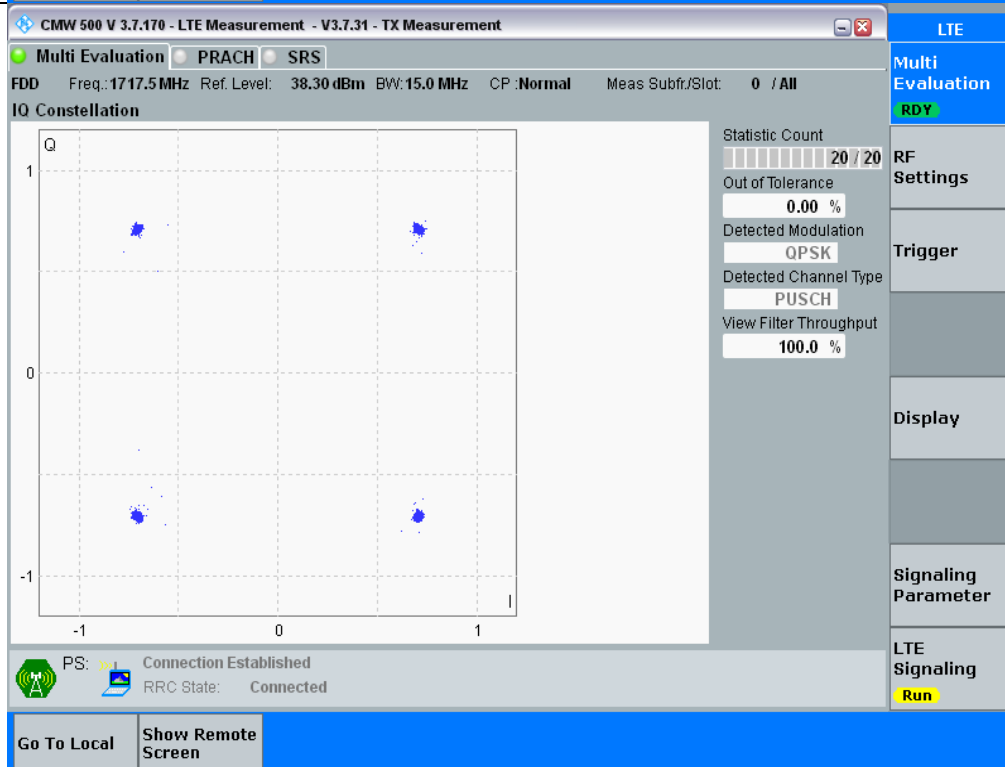 CMW 500 V 3.7.170 - LTE Measurement - V3.7.31 - TX Measurement
Multi Evaluation PRACH SRS
FDD Freq.:1717.5 MHz Ref. Level: 38.30 dBm BW:15.0 MHz CP :Normal Meas Subfr./Slot: 0 / All
IQ Constellation
Q
1
0
-1
I
-1 0 1
Statistic Count
20 / 20
Out of Tolerance
0.00 %
Detected Modulation
QPSK
Detected Channel Type
PUSCH
View Filter Throughput
100.0 %
PS: Connection Established
RRC State: Connected
LTE
Multi
Evaluation
RDY
RF
Settings
Trigger
Display
Signaling
Parameter
LTE
Signaling
Run
Go To Local
Show Remote
Screen